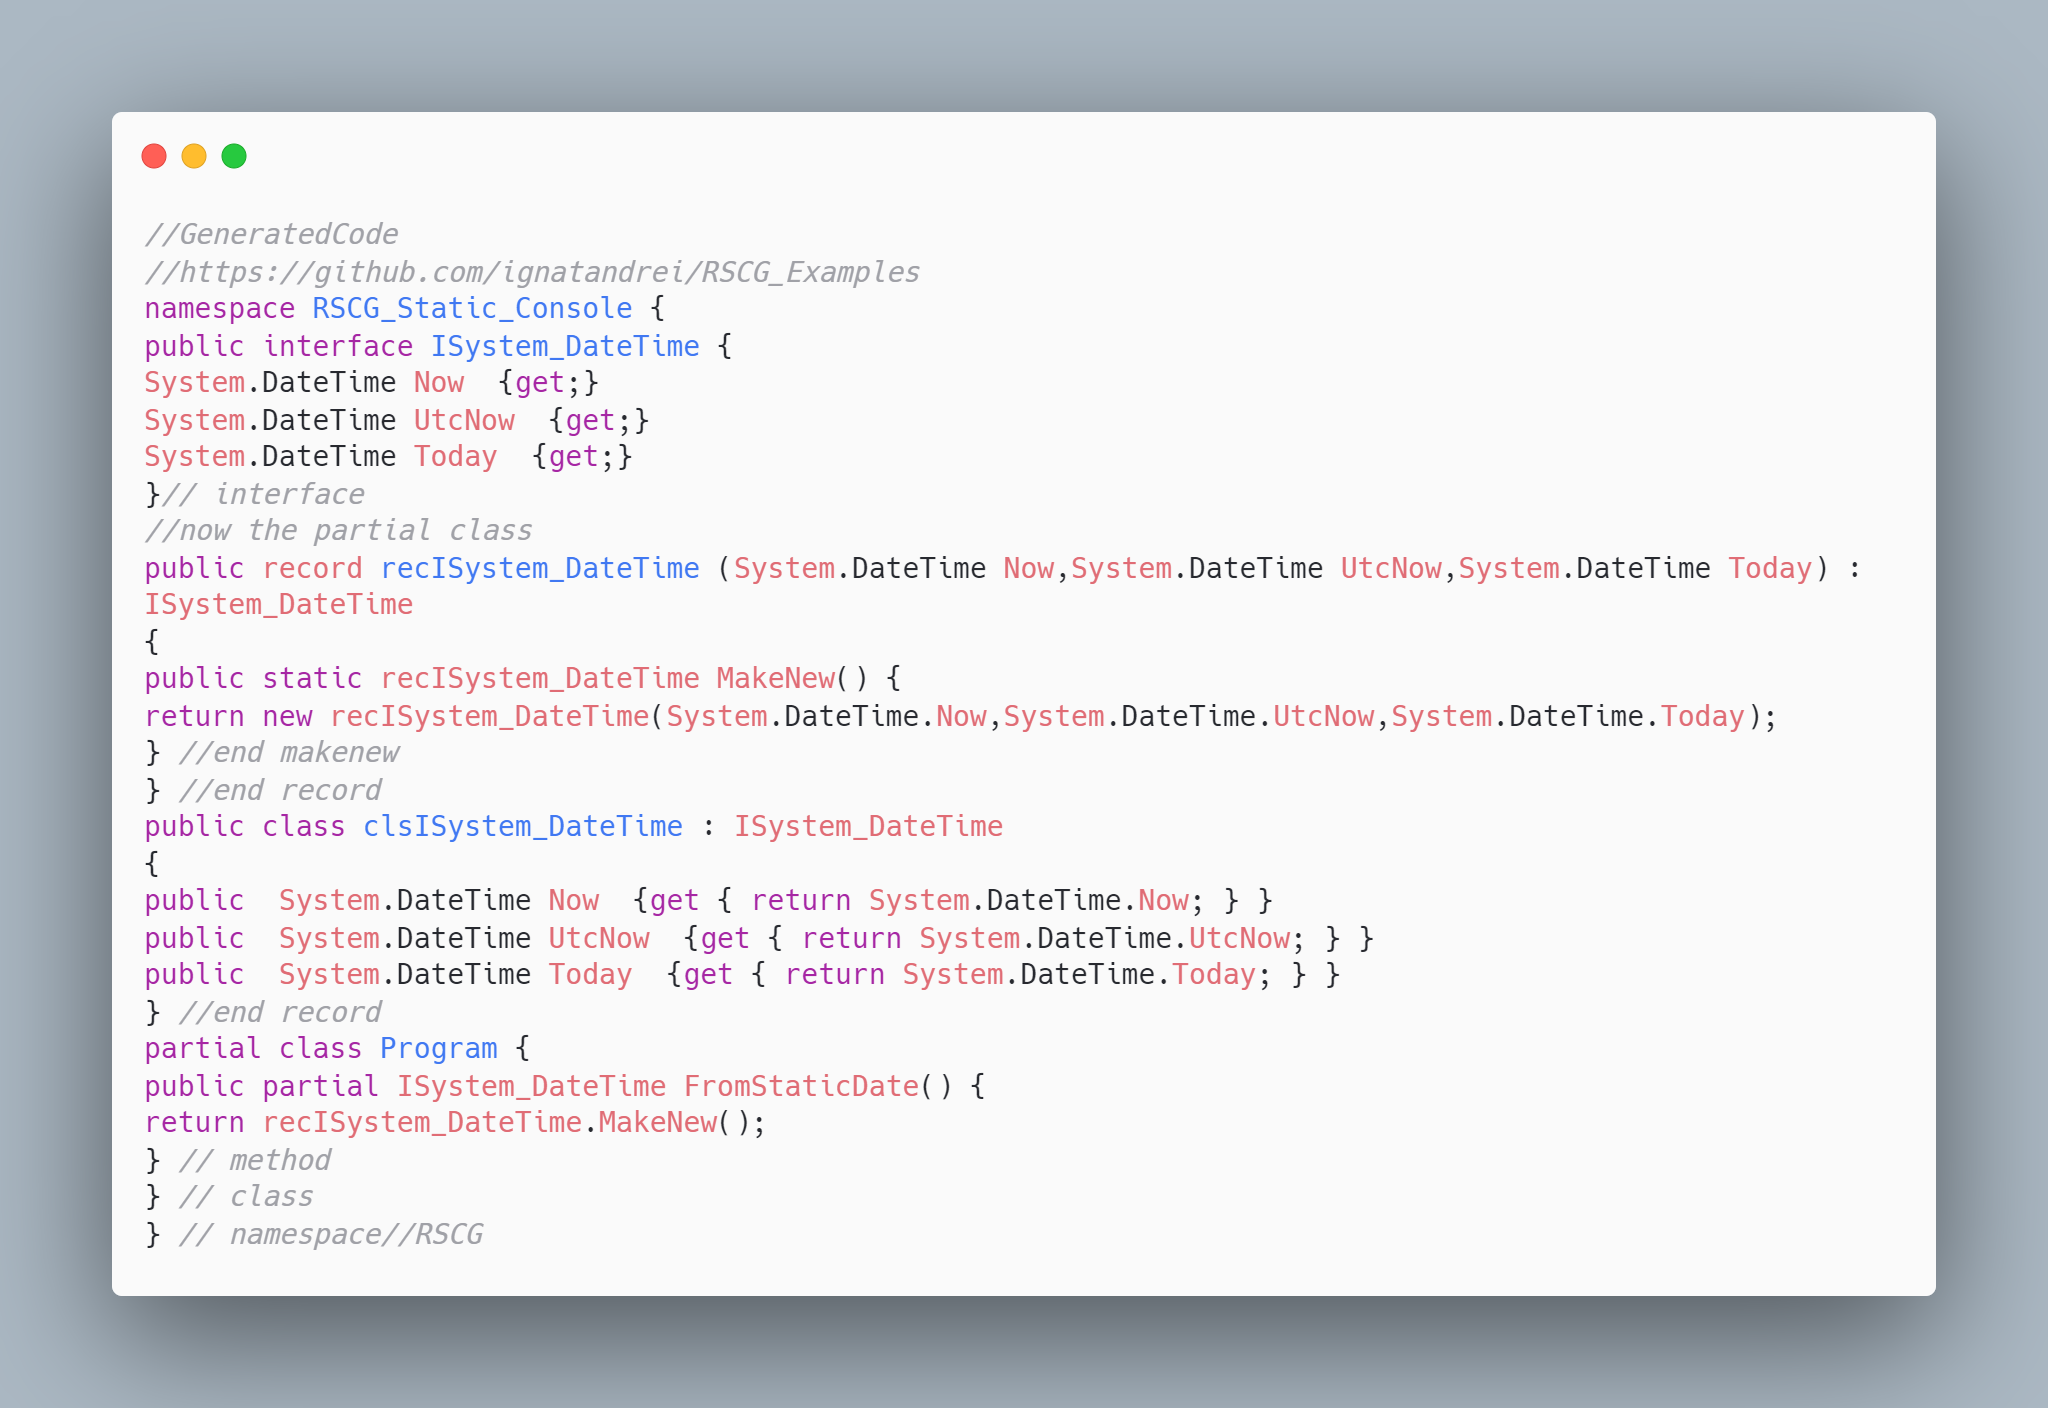 //GeneratedCode
//https://github.com/ignatandrei/RSCG_Examples
namespace RSCG_Static_Console {
public interface ISystem_DateTime {
System.DateTime Now  {get;}
System.DateTime UtcNow  {get;}
System.DateTime Today  {get;}
}// interface
//now the partial class
public record recISystem_DateTime (System.DateTime Now,System.DateTime UtcNow,System.DateTime Today) :
ISystem_DateTime
{
public static recISystem_DateTime MakeNew() {
return new recISystem_DateTime(System.DateTime.Now,System.DateTime.UtcNow,System.DateTime.Today);
} //end makenew
} //end record
public class clsISystem_DateTime : ISystem_DateTime
{
public  System.DateTime Now  {get { return System.DateTime.Now; } }
public  System.DateTime UtcNow  {get { return System.DateTime.UtcNow; } }
public  System.DateTime Today  {get { return System.DateTime.Today; } }
} //end record
partial class Program {
public partial ISystem_DateTime FromStaticDate() {
return recISystem_DateTime.MakeNew();
} // method
} // class
} // namespace//RSCG